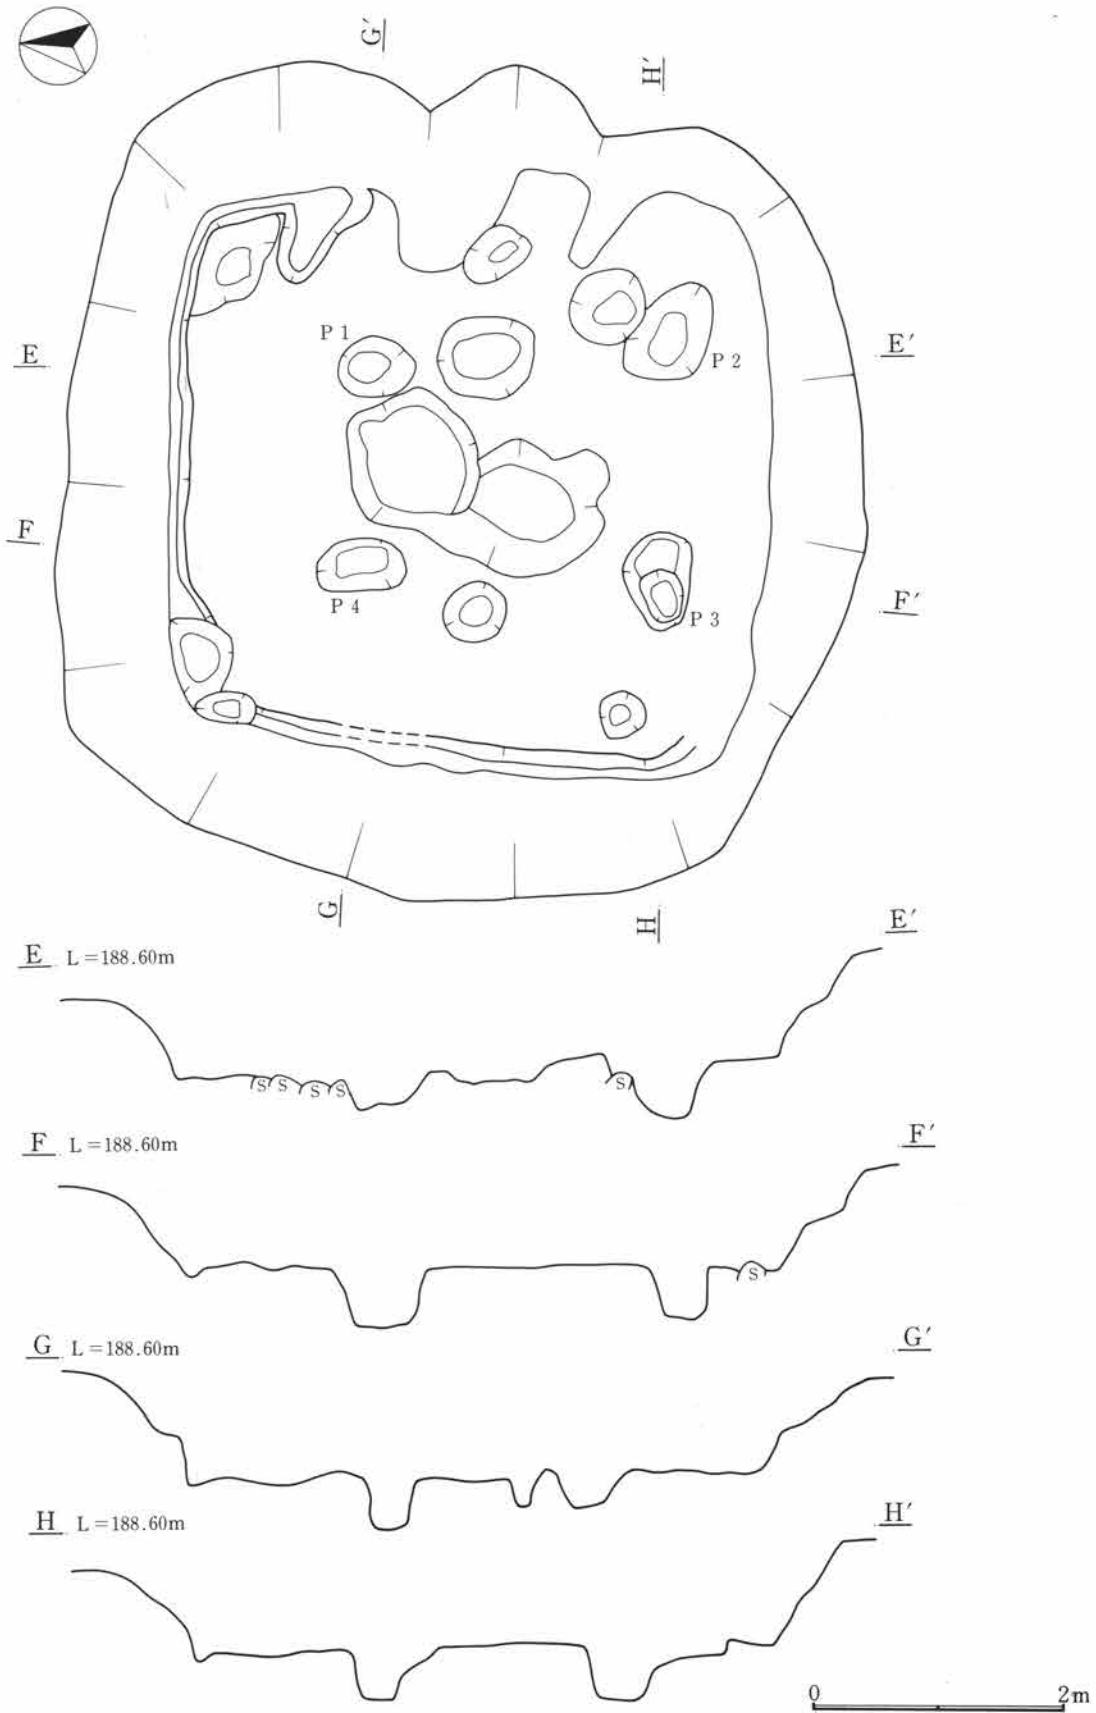 G′
H′
P 1
E
E′
P 2
F
F′
P 4
P 3
G
H
E L=188.60m E′
S S S S S
F L=188.60m F′
S
G L=188.60m G′
H L=188.60m H′
0 2m